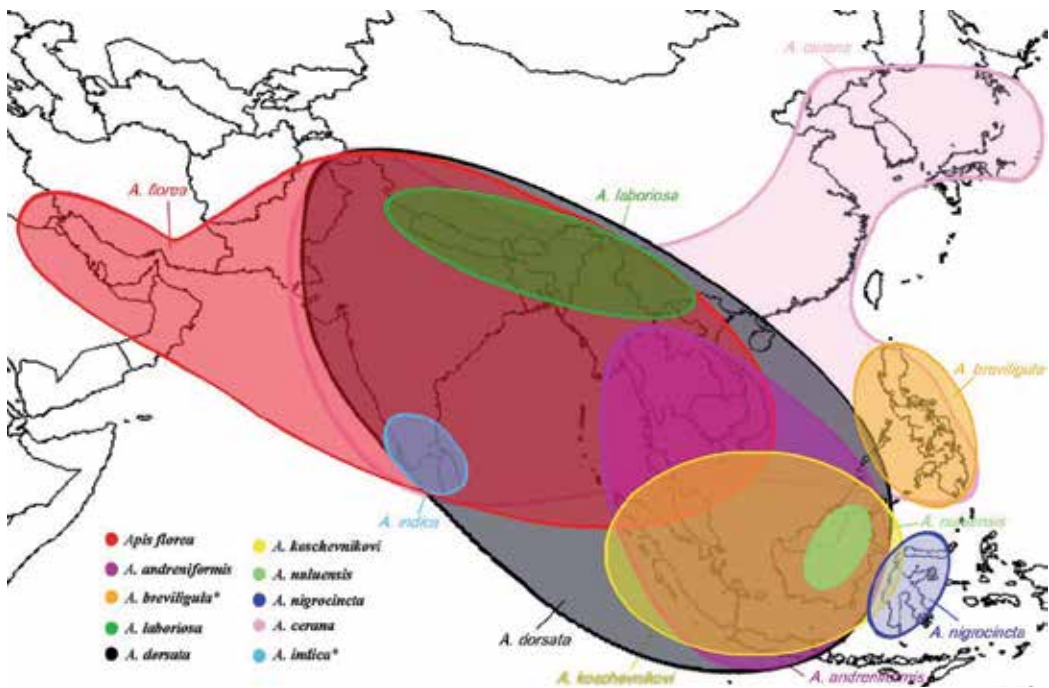 A. cerana
A. florea
A. laboriosa
A. breviligula
A. indica
A. nuluensis
A. dorsata
A. nigrocincta
A. koschevnikovi
A. andreniformis
Apis florea
A. andreniformis
A. breviligula*
A. laboriosa
A. dorsata
A. koschevnikovi
A. nuluensis
A. nigrocincta
A. cerana
A. indica*